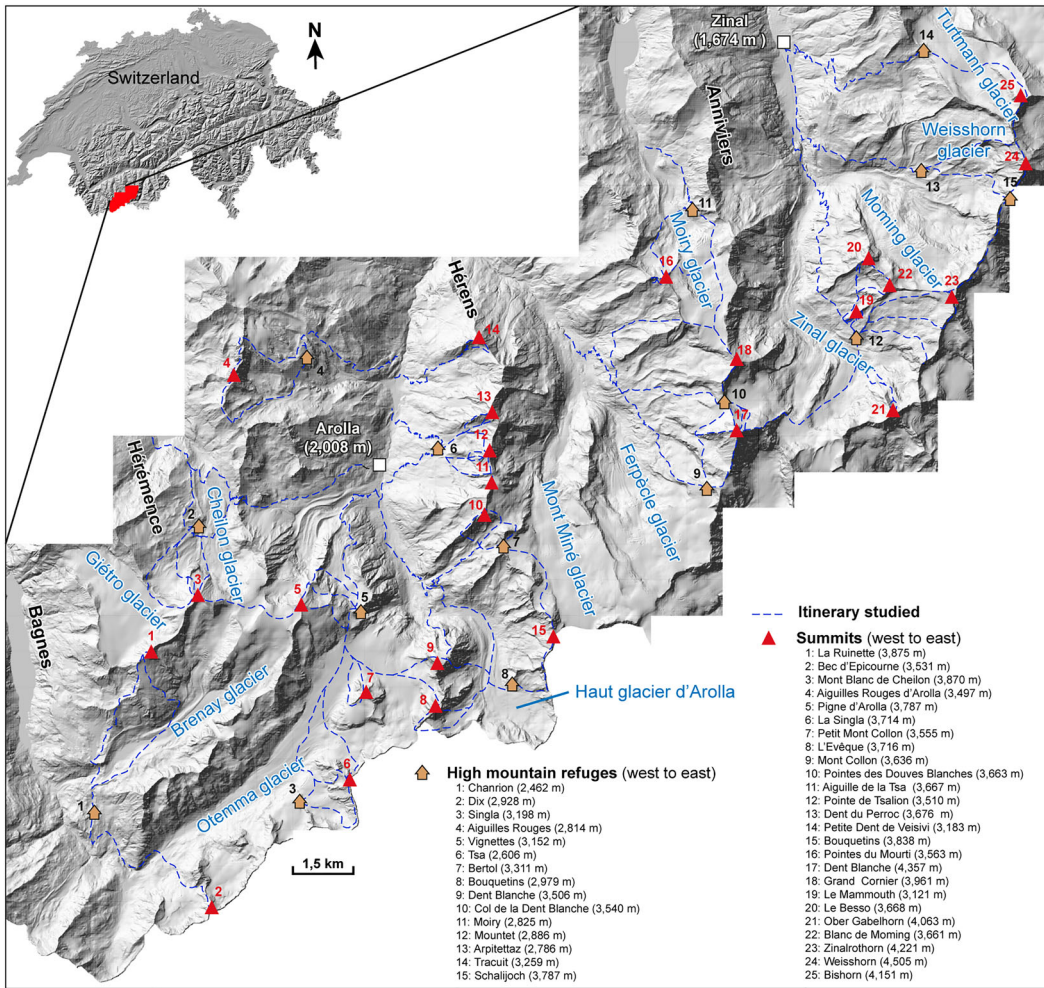 N
Switzerland
Zinal
(1,674 m)
14
Turtmann glacier
25
Weisshorn
glacier
24
13
15
Anniviers
11
Moiry glacier
16
Moming glacier
20
22
23
19
12
Zinal glacier
18
10
17
21
9
Hérens
14
4
4
13
Arolla
(2,008 m)
12
6
11
10
Ferpècle glacier
Mont Miné glacier
7
Hérémence
2
Cheilon glacier
Giétro glacier
3
5
5
1
Bagnes
Brenay glacier
9
15
7
8
8
Haut glacier d'Arolla
Otemma glacier
6
3
1
2
1,5 km
Itinerary studied
Summits (west to east)
1: La Ruinette (3,875 m)
2: Bec d'Epicourne (3,531 m)
3: Mont Blanc de Cheilon (3,870 m)
4: Aiguilles Rouges d'Arolla (3,497 m)
5: Pigne d'Arolla (3,787 m)
6: La Singla (3,714 m)
7: Petit Mont Collon (3,555 m)
8: L'Evêque (3,716 m)
9: Mont Collon (3,636 m)
10: Pointes des Douves Blanches (3,663 m)
11: Aiguille de la Tsa (3,667 m)
12: Pointe de Tsalion (3,510 m)
13: Dent du Perroc (3,676 m)
14: Petite Dent de Veisivi (3,183 m)
15: Bouquetins (3,838 m)
16: Pointes du Mourti (3,563 m)
17: Dent Blanche (4,357 m)
18: Grand Cornier (3,961 m)
19: Le Mammouth (3,121 m)
20: Le Besso (3,668 m)
21: Ober Gabelhorn (4,063 m)
22: Blanc de Moming (3,661 m)
23: Zinalrothorn (4,221 m)
24: Weisshorn (4,505 m)
25: Bishorn (4,151 m)
High mountain refuges (west to east)
1: Chanrion (2,462 m)
2: Dix (2,928 m)
3: Singla (3,198 m)
4: Aiguilles Rouges (2,814 m)
5: Vignettes (3,152 m)
6: Tsa (2,606 m)
7: Bertol (3,311 m)
8: Bouquetins (2,979 m)
9: Dent Blanche (3,506 m)
10: Col de la Dent Blanche (3,540 m)
11: Moiry (2,825 m)
12: Mountet (2,886 m)
13: Arpitettaz (2,786 m)
14: Tracuit (3,259 m)
15: Schalijoch (3,787 m)